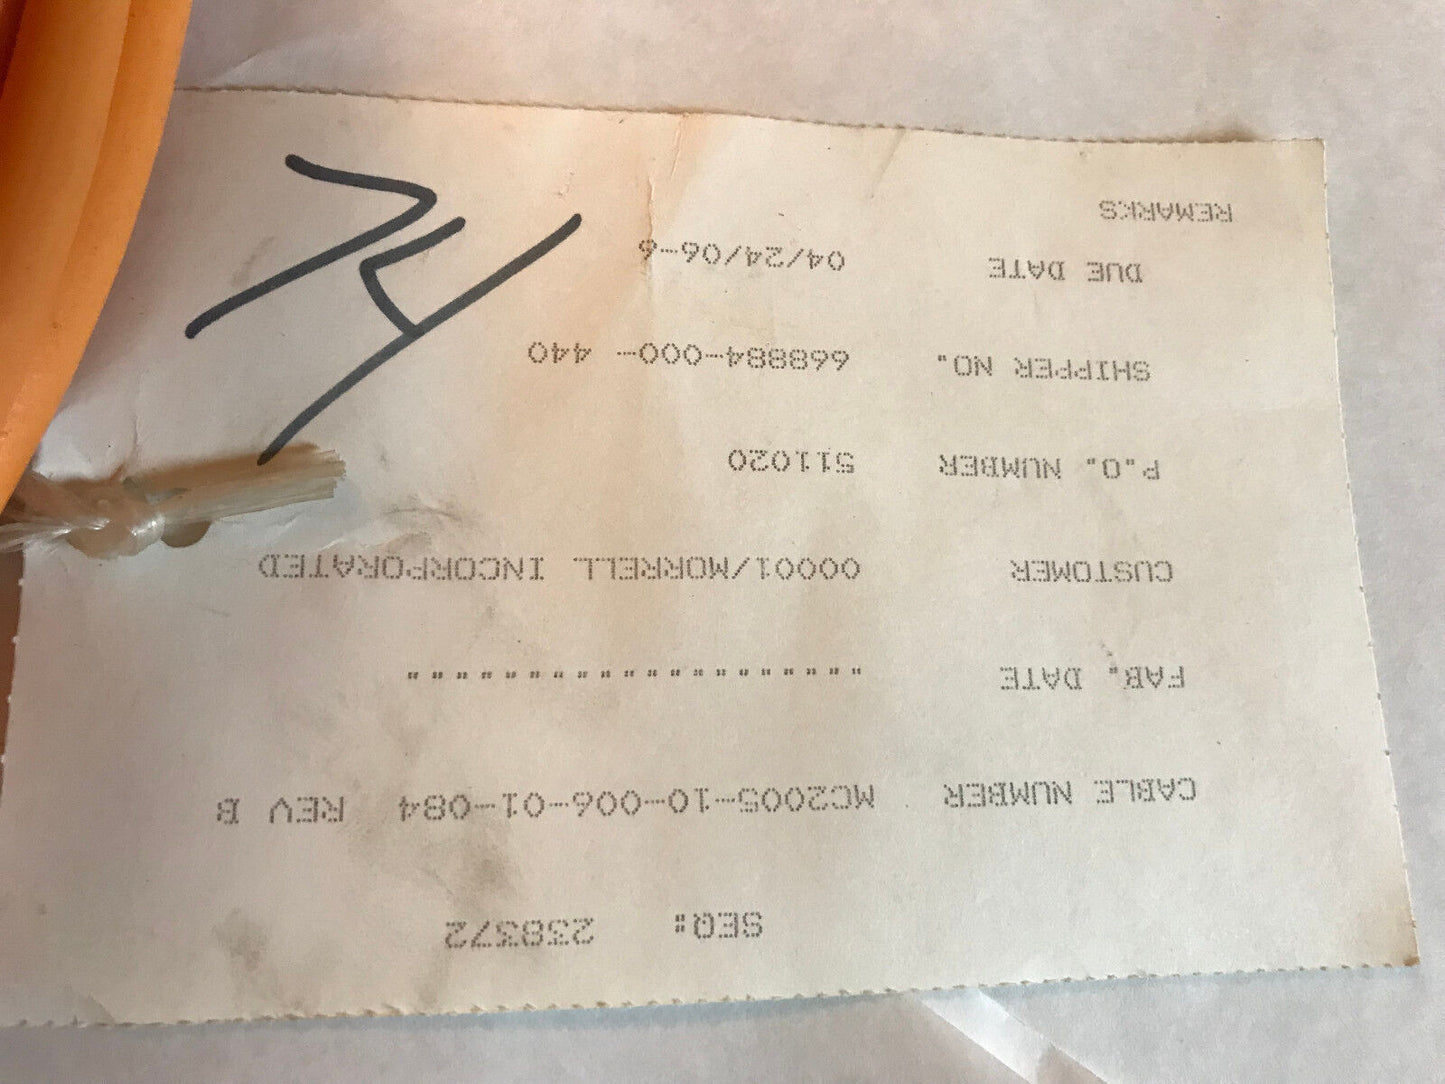 SEQ: 238372
CABLE NUMBER MC2005-10-006-01-084 REV B
FAB. DATE ....................
CUSTOMER 00001/MORRELL INCORPORATED
P.O. NUMBER 511020
SHIPPER NO. 668884-000- 440
DUE DATE 04/24/06-6
REMARKS